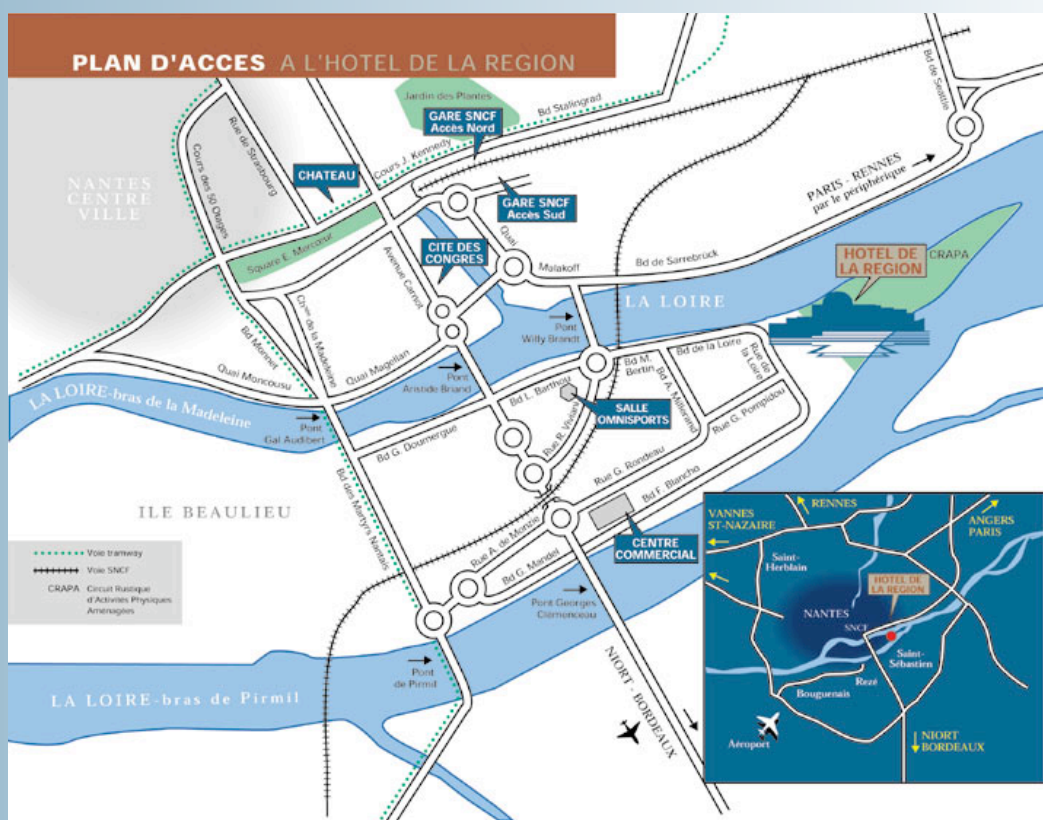 PLAN D'ACCES A L'HOTEL DE LA REGION
Jardin des Plantes
Bd Stalingrad
Bd de Seattle
GARE SNCF
Accès Nord
Rue de Strasbourg
Cours J. Kennedy
Cours des 50 Otages
CHATEAU
NANTES
CENTRE
VILLE
GARE SNCF
Accès Sud
PARIS - RENNES
par le périphérique
Square E. Mercœur
CITE DES
CONGRES
Quai
Malakoff
Avenue Carnot
Bd de Sarrebrück
HOTEL DE
LA REGION
CRAPA
LA LOIRE
Chée de la Madeleine
Bd Monnet
Pont
Willy Brandt
Quai Moncousu
Quai Magellan
Bd M.
Bertin
Bd de la Loire
Rue de
la Loire
LA LOIRE-bras de la Madeleine
Pont
Aristide Briand
Bd L. Barthou
Bd A. Millerand
SALLE
OMNISPORTS
Pont
Gal Audibert
Bd G. Doumergue
Rue R. Viviani
Rue G. Pompidou
Rue G. Rondeau
Bd F. Blancho
ILE BEAULIEU
Bd des Martyrs Nantais
CENTRE
COMMERCIAL
Rue A. de Monzie
Bd G. Mandel
Voie tramway
Voie SNCF
CRAPA
Circuit Rustique
d'Activités Physiques
Aménagées
Pont Georges
Clémenceau
Pont
de Pirmil
LA LOIRE-bras de Pirmil
NIORT - BORDEAUX
RENNES
VANNES
ST-NAZAIRE
ANGERS
PARIS
Saint-
Herblain
HOTEL DE
LA REGION
NANTES
SNCF
Saint-
Sébastien
Rezé
Bouguenais
Aéroport
NIORT
BORDEAUX